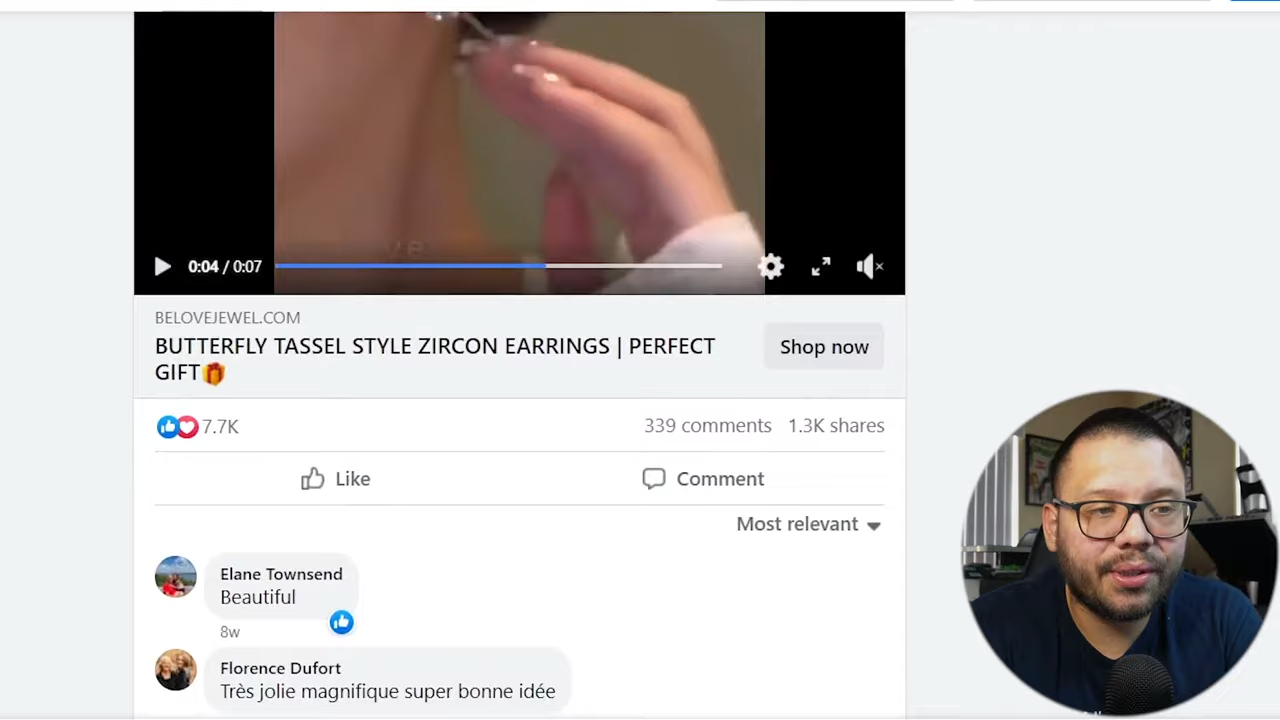 0:04 / 0:07
BELOVEJEWEL.COM
BUTTERFLY TASSEL STYLE ZIRCON EARRINGS | PERFECT
GIFT🎁
Shop now
7.7K
339 comments 1.3K shares
Like
Comment
Most relevant
Elane Townsend
Beautiful
8w
Florence Dufort
Très jolie magnifique super bonne idée